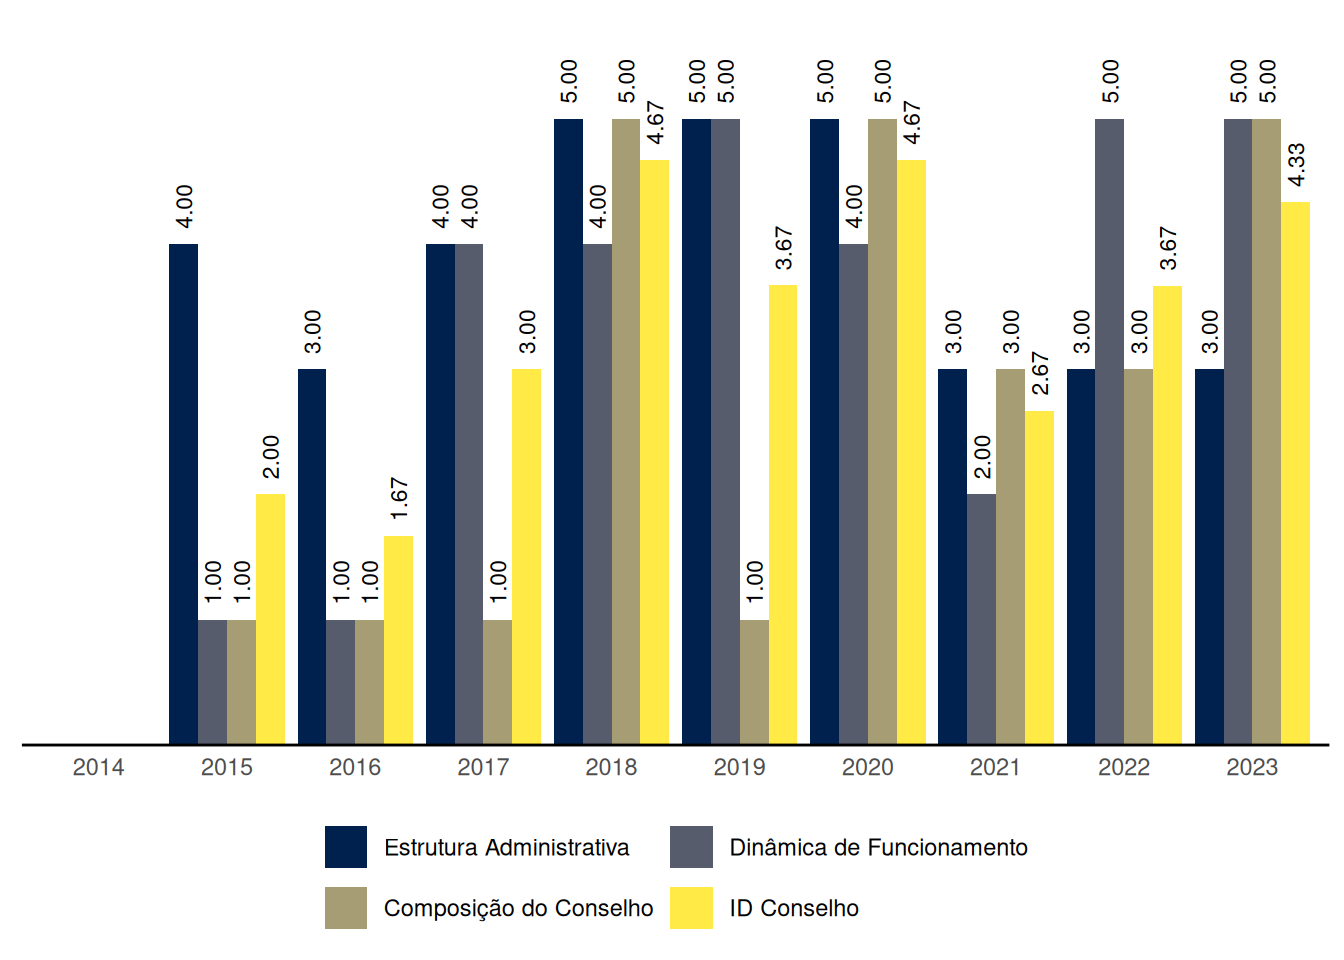 5.00 5.00 5.00 5.00 5.00 5.00 5.00 5.00 5.00
4.67 4.67
4.33
4.00 4.00 4.00 4.00 4.00
3.67 3.67
3.00 3.00 3.00 3.00 3.00 3.00 3.00
2.67
2.00 2.00
1.67
1.00 1.00 1.00 1.00 1.00 1.00
2014 2015 2016 2017 2018 2019 2020 2021 2022 2023
Estrutura Administrativa Dinâmica de Funcionamento
Composição do Conselho ID Conselho